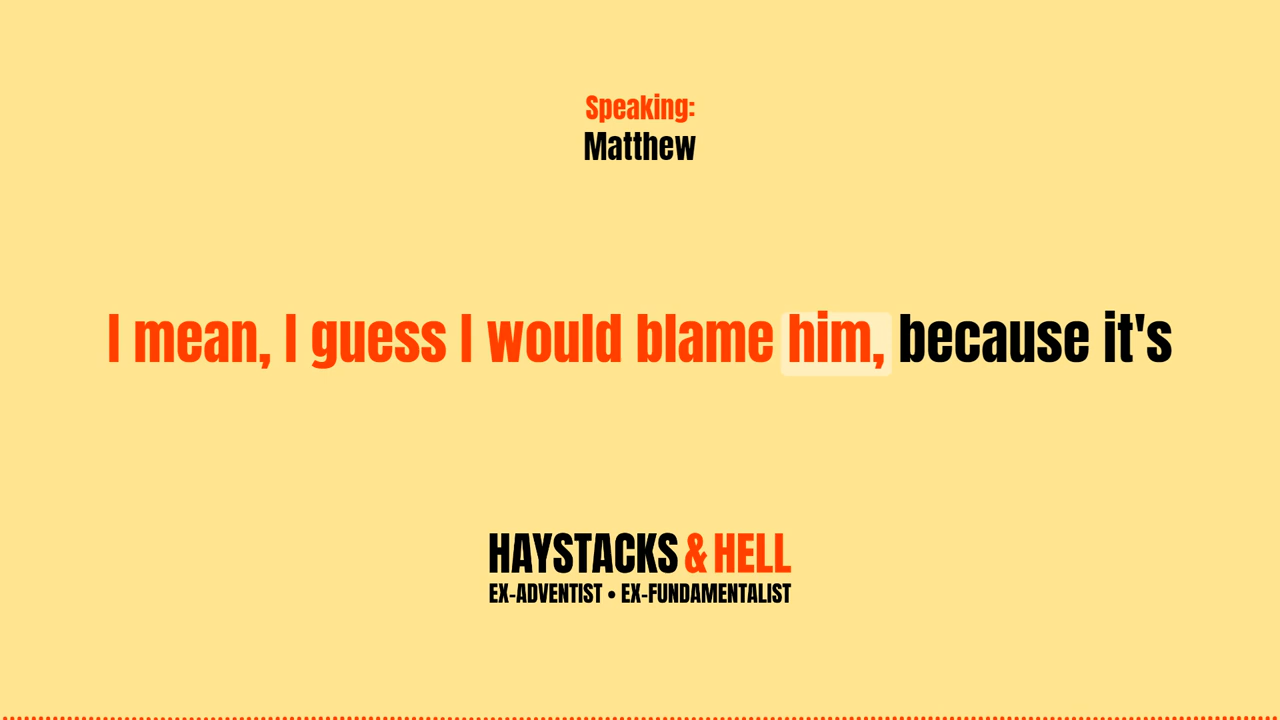 Speaking:
Matthew
I mean, I guess I would blame him, because it's
HAYSTACKS & HELL
EX-ADVENTIST • EX-FUNDAMENTALIST